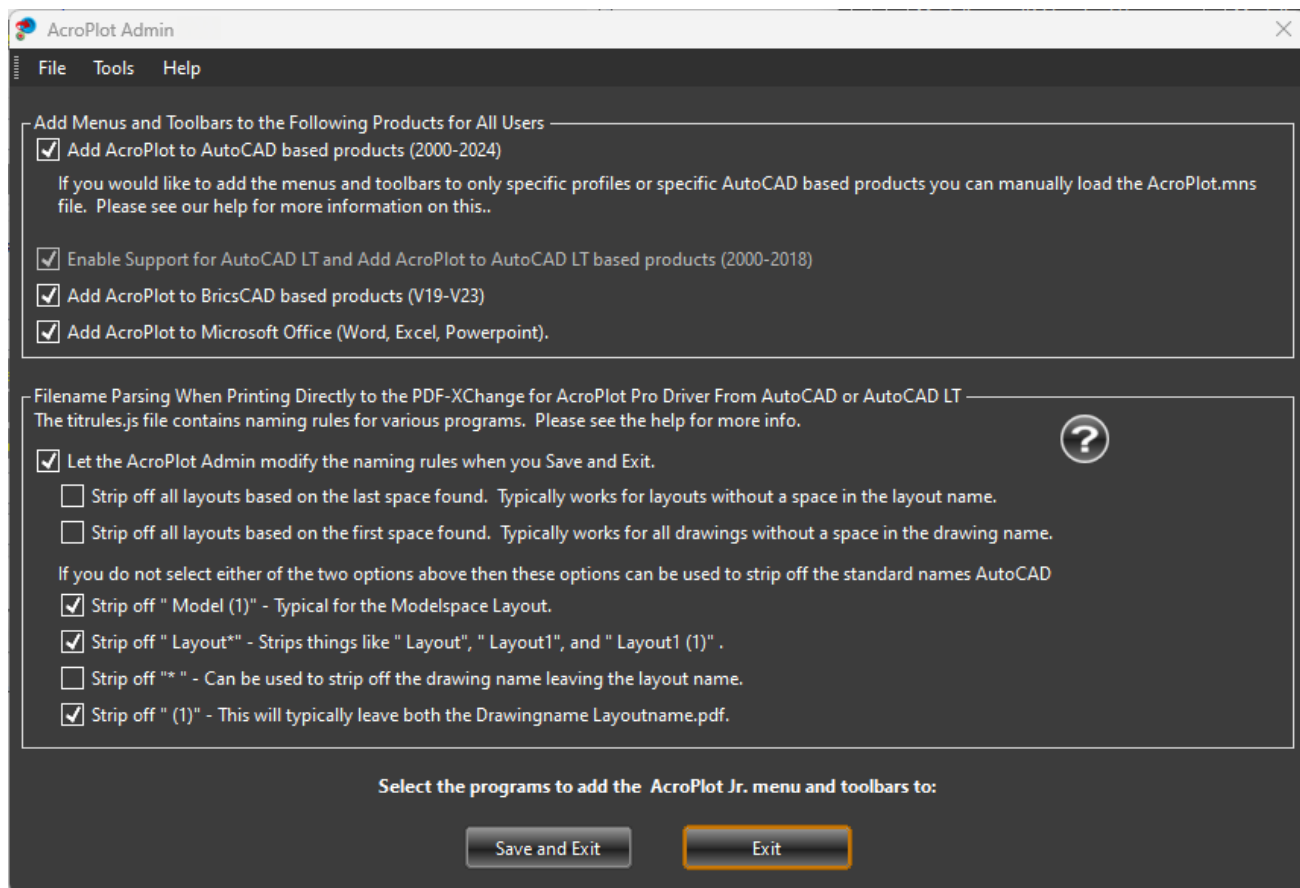 AcroPlot Admin
File Tools Help
Add Menus and Toolbars to the Following Products for All Users
Add AcroPlot to AutoCAD based products (2000-2024)
If you would like to add the menus and toolbars to only specific profiles or specific AutoCAD based products you can manually load the AcroPlot.mns
file. Please see our help for more information on this..
Enable Support for AutoCAD LT and Add AcroPlot to AutoCAD LT based products (2000-2018)
Add AcroPlot to BricsCAD based products (V19-V23)
Add AcroPlot to Microsoft Office (Word, Excel, Powerpoint).
Filename Parsing When Printing Directly to the PDF-XChange for AcroPlot Pro Driver From AutoCAD or AutoCAD LT
The titrules.js file contains naming rules for various programs. Please see the help for more info.
?
Let the AcroPlot Admin modify the naming rules when you Save and Exit.
Strip off all layouts based on the last space found. Typically works for layouts without a space in the layout name.
Strip off all layouts based on the first space found. Typically works for all drawings without a space in the drawing name.
If you do not select either of the two options above then these options can be used to strip off the standard names AutoCAD
Strip off " Model (1)" - Typical for the Modelspace Layout.
Strip off " Layout*" - Strips things like " Layout", " Layout1", and " Layout1 (1)" .
Strip off "* " - Can be used to strip off the drawing name leaving the layout name.
Strip off " (1)" - This will typically leave both the Drawingname Layoutname.pdf.
Select the programs to add the AcroPlot Jr. menu and toolbars to:
Save and Exit Exit